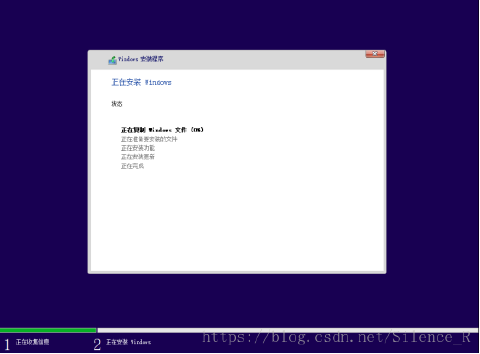 Windows 安装程序
正在安装 Windows
状态
正在复制 Windows 文件 (0%)
正在准备要安装的文件
正在安装功能
正在安装更新
正在完成
1 正在收集信息
2 正在安装 Windows
https://blog.csdn.net/Silence_R